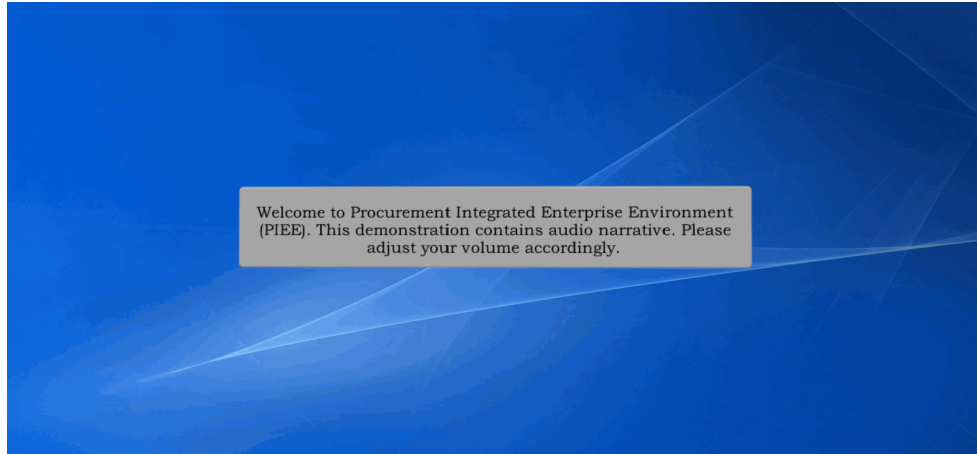 Welcome to Procurement Integrated Enterprise Environment
(PIEE). This demonstration contains audio narrative. Please
adjust your volume accordingly.